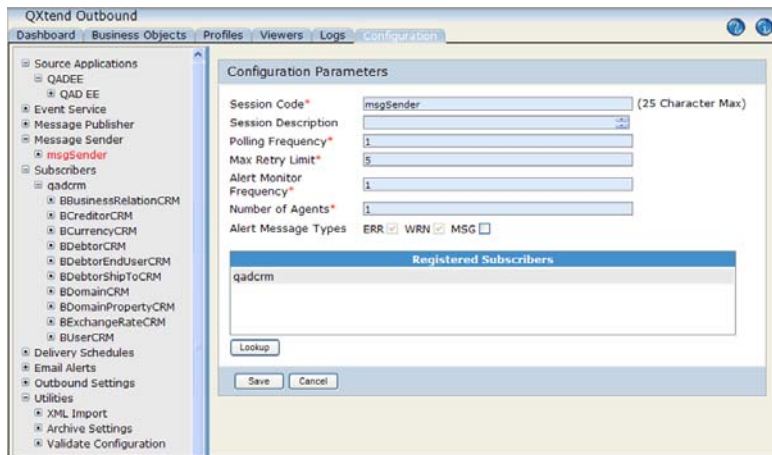 QXtend Outbound
Dashboard Business Objects Profiles Viewers Logs Configuration
Source Applications
QADEE
QAD EE
Event Service
Message Publisher
Message Sender
msgSender
Subscribers
qadcrm
BBusinessRelationCRM
BCreditorCRM
BCurrencyCRM
BDebtorCRM
BDebtorEndUserCRM
BDebtorShipToCRM
BDomainCRM
BDomainPropertyCRM
BExchangeRateCRM
BUserCRM
Delivery Schedules
Email Alerts
Outbound Settings
Utilities
XML Import
Archive Settings
Validate Configuration
Configuration Parameters
Session Code* msgSender (25 Character Max)
Session Description
Polling Frequency* 1
Max Retry Limit* 5
Alert Monitor
Frequency* 1
Number of Agents* 1
Alert Message Types ERR WRN MSG
Registered Subscribers
qadcrm
Lookup
Save Cancel